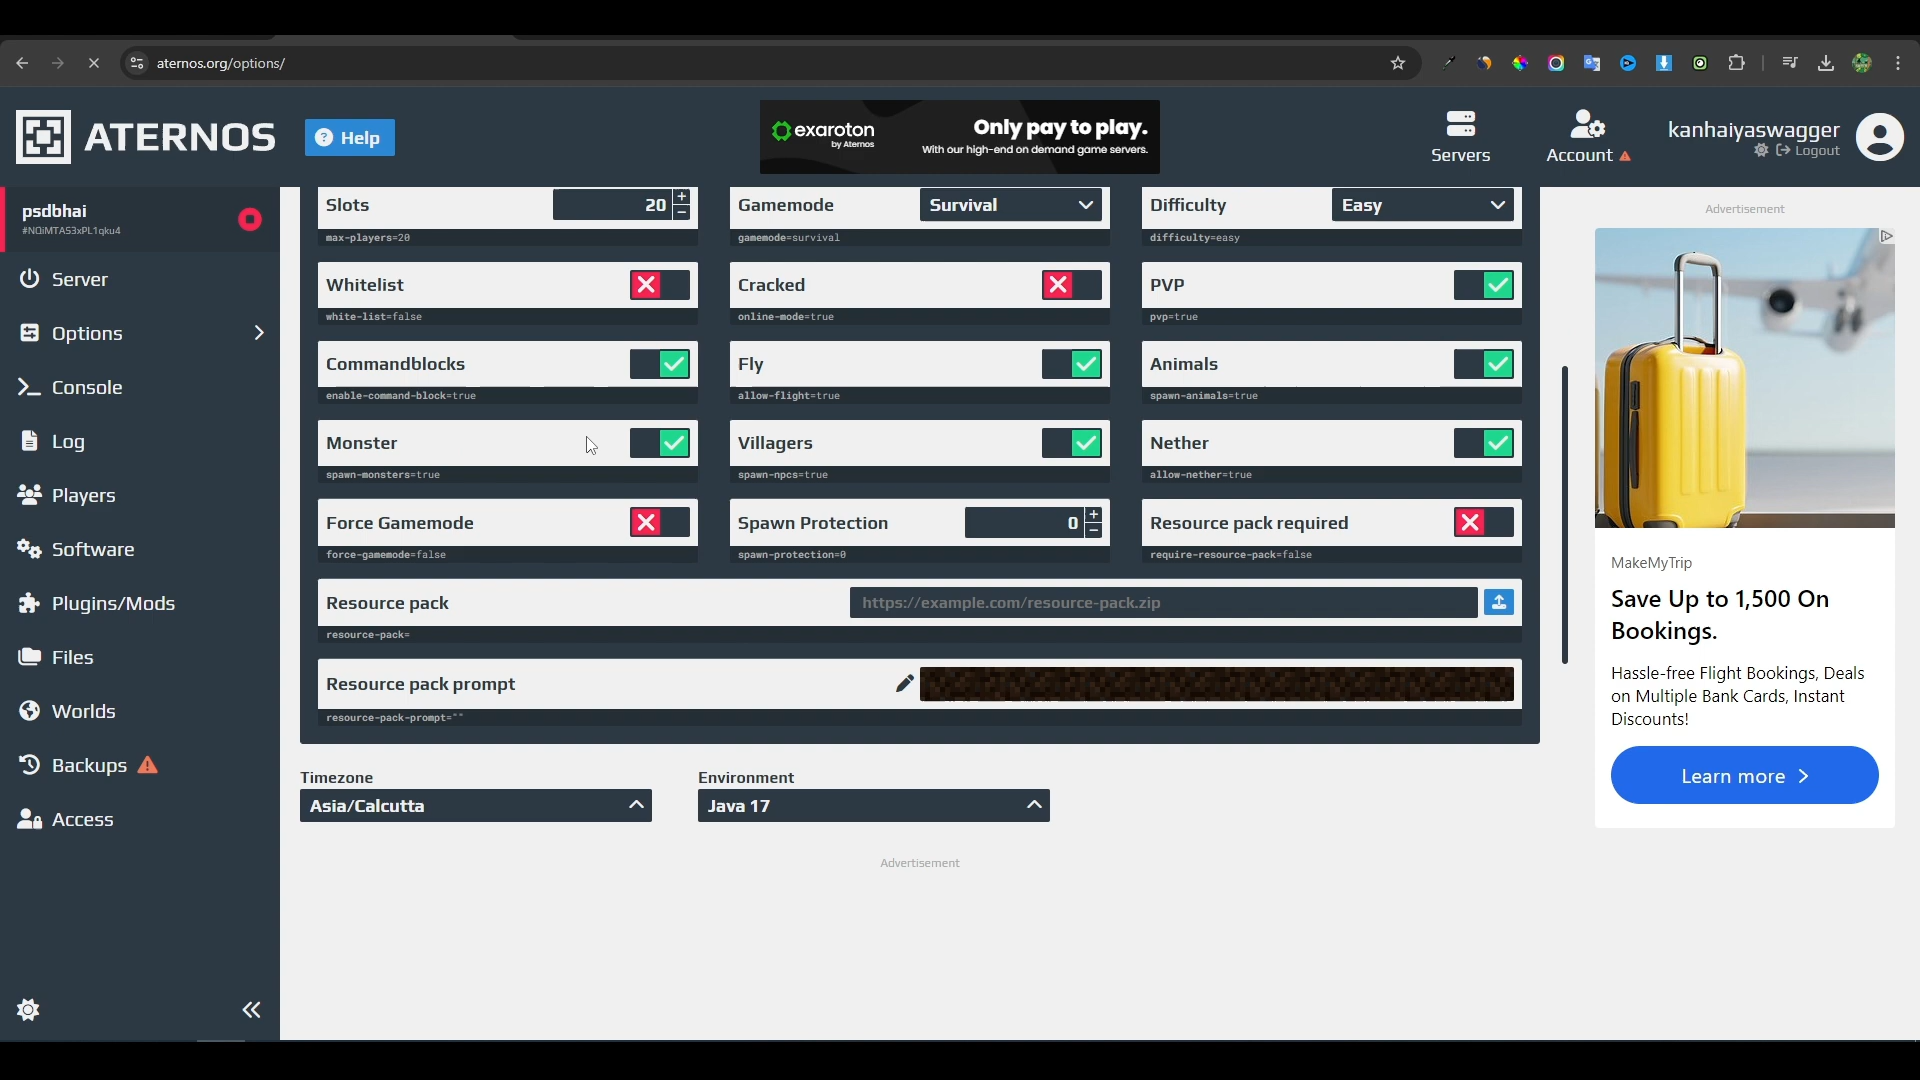 aternos.org/options/
ATERNOS
Help
exaroton
by Aternos
Only pay to play.
With our high-end on demand game servers.
Servers
Account
kanhaiyaswagger
Logout
psdbhai
#NQiMTAS3xPL1qku4
Server
Options
Console
Log
Players
Software
Plugins/Mods
Files
Worlds
Backups
Access
Slots
20
max-players=20
Gamemode
Survival
gamemode=survival
Difficulty
Easy
difficulty=easy
Whitelist
white-list=false
Cracked
online-mode=true
PVP
pvp=true
Commandblocks
enable-command-block=true
Fly
allow-flight=true
Animals
spawn-animals=true
Monster
spawn-monsters=true
Villagers
spawn-npcs=true
Nether
allow-nether=true
Force Gamemode
force-gamemode=false
Spawn Protection
0
spawn-protection=0
Resource pack required
require-resource-pack=false
Resource pack
https://example.com/resource-pack.zip
resource-pack=
Resource pack prompt
resource-pack-prompt=""
Timezone
Asia/Calcutta
Environment
Java 17
Advertisement
Advertisement
MakeMyTrip
Save Up to 1,500 On
Bookings.
Hassle-free Flight Bookings, Deals
on Multiple Bank Cards, Instant
Discounts!
Learn more